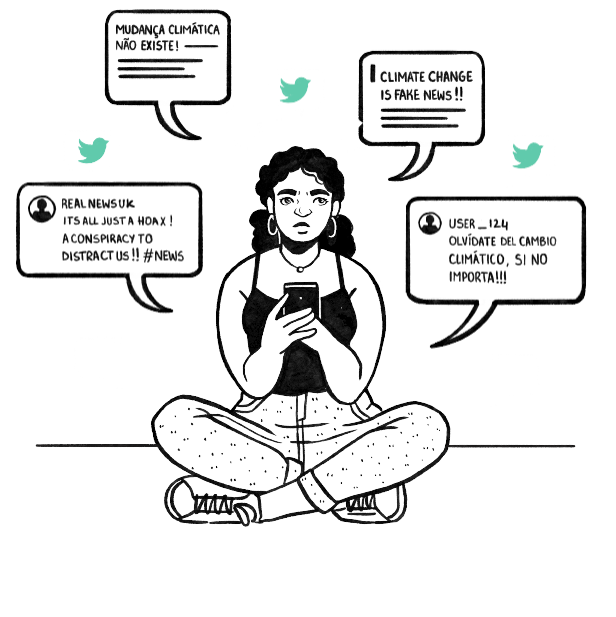 MUDANÇA CLIMÁTICA
NÃO EXISTE!
CLIMATE CHANGE
IS FAKE NEWS!!
REALNEWSUK
ITS ALL JUST A HOAX!
A CONSPIRACY TO
DISTRACT US!! #NEWS
USER_124
OLVÍDATE DEL CAMBIO
CLIMÁTICO, SI NO
IMPORTA!!!